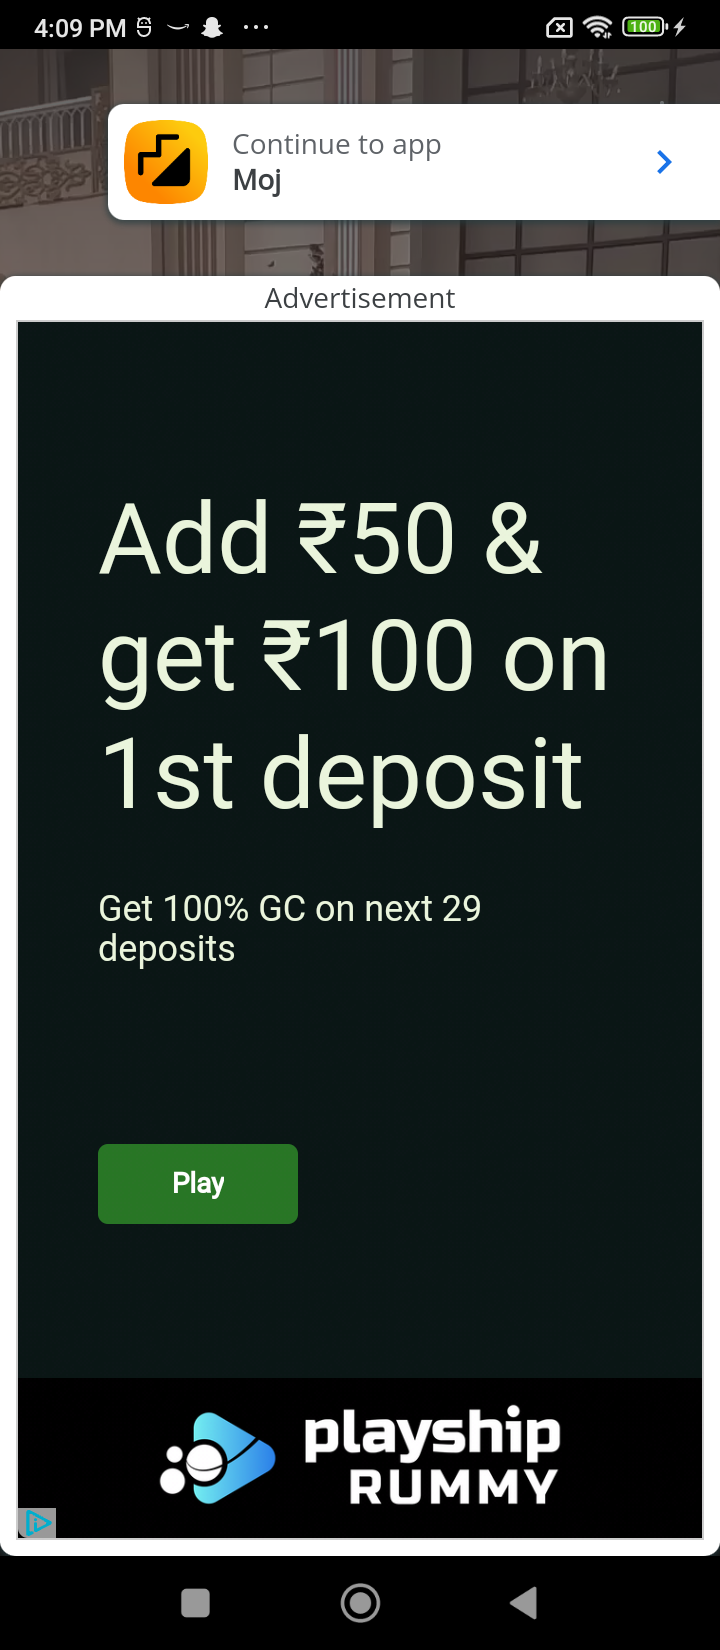 4:09 PM
100
Continue to app
Moj
Advertisement
Add ₹50 &
get ₹100 on
1st deposit
Get 100% GC on next 29
deposits
Play
playship
RUMMY